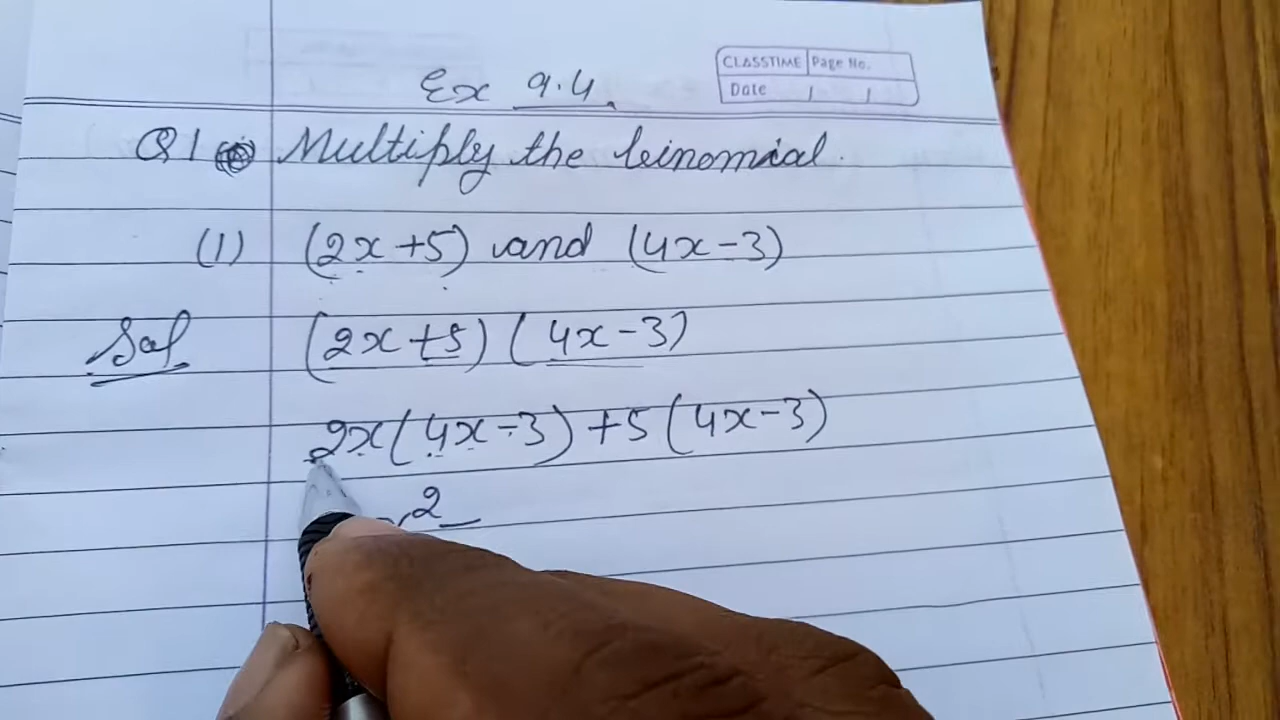 CLASSTIME Page No.
Date / /
Ex 9.4.
Q1 Multiply the binomial.
(1) (2x+5) and (4x-3)
Sol (2x+5)(4x-3)
2x(4x-3)+5(4x-3)
2 -